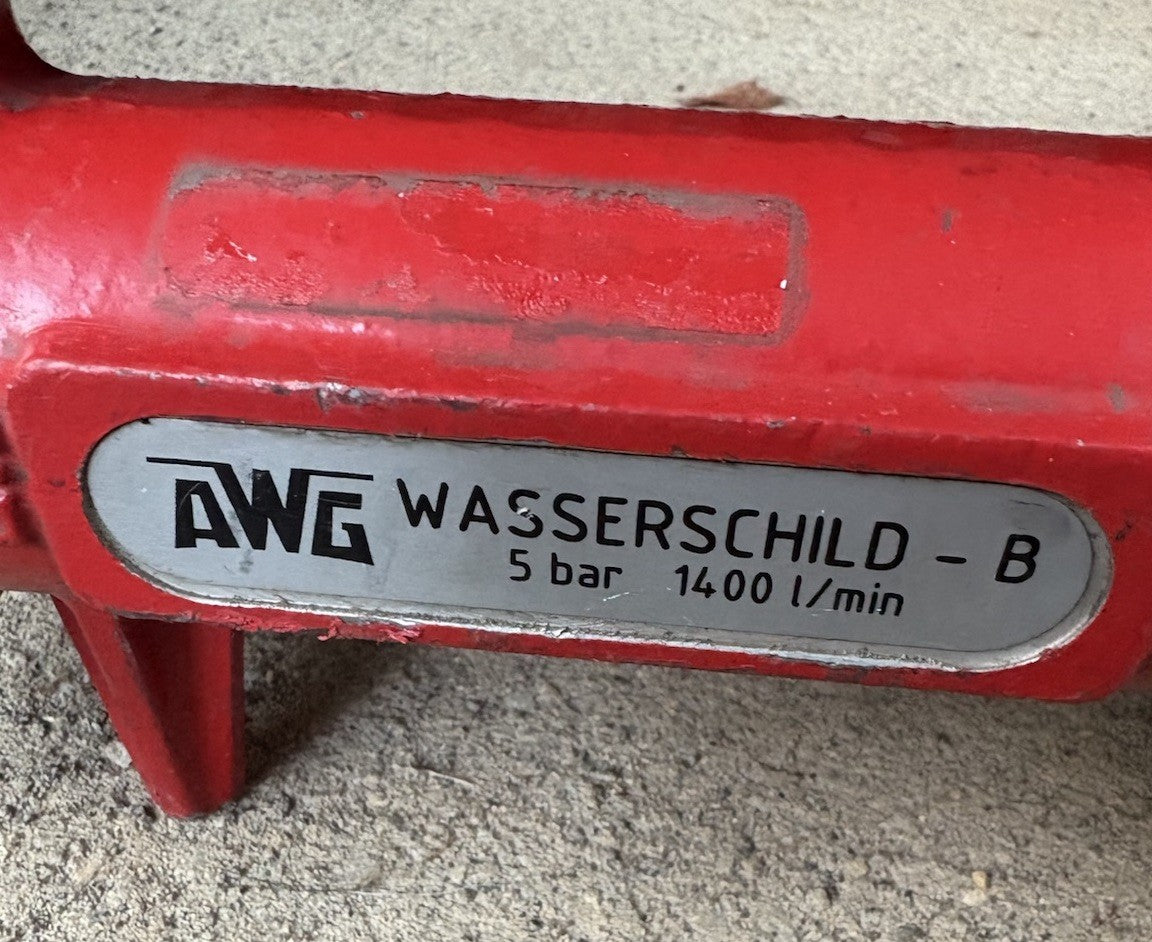 AWG WASSERSCHILD - B
5 bar 1400 l/min